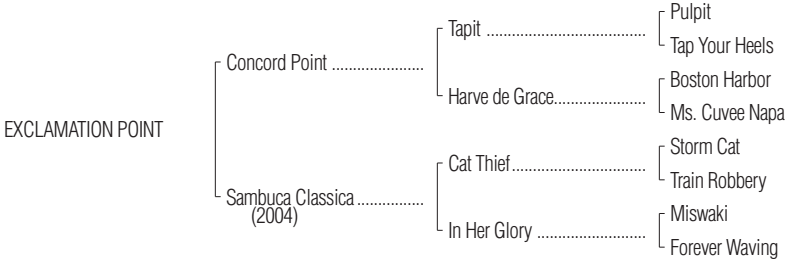 Pulpit
Tapit ......................................
Tap Your Heels
Concord Point ......................
Boston Harbor
Harve de Grace......................
Ms. Cuvee Napa
EXCLAMATION POINT
Storm Cat
Cat Thief................................
Train Robbery
Sambuca Classica ................
(2004)
Miswaki
In Her Glory ..........................
Forever Waving